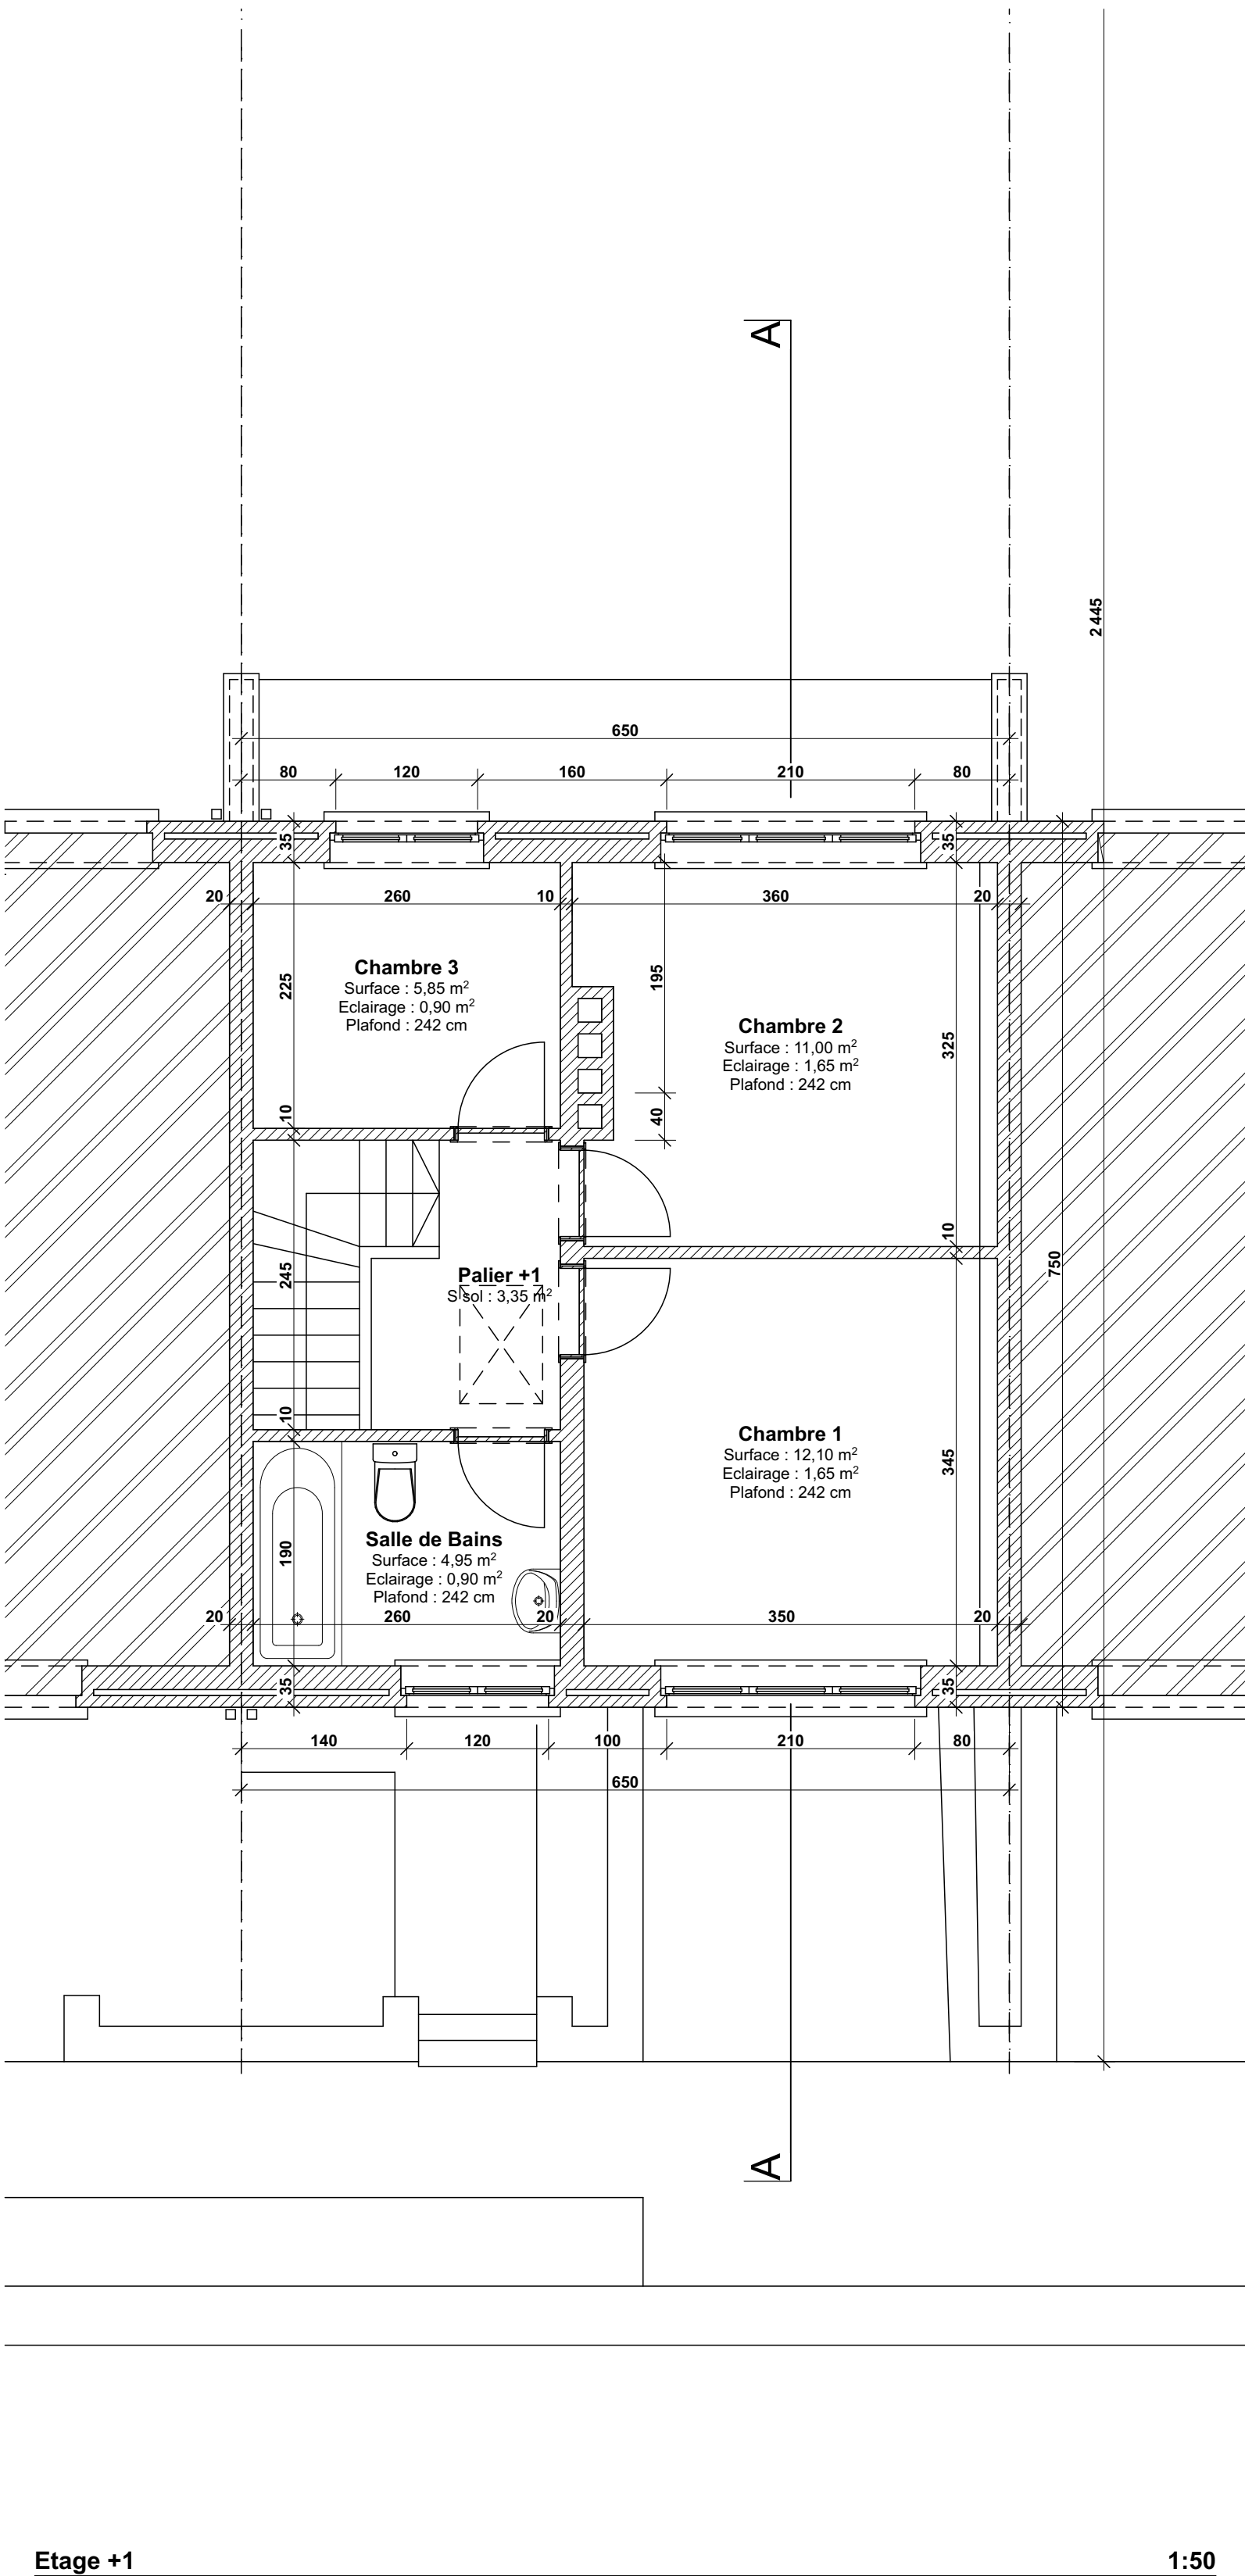 A
2 445
650
80
120
160
210
80
35
35
20
260
10
360
20
Chambre 3
Surface : 5,85 m²
Eclairage : 0,90 m²
Plafond : 242 cm
225
195
Chambre 2
Surface : 11,00 m²
Eclairage : 1,65 m²
Plafond : 242 cm
325
10
40
10
750
245
Palier +1
S sol : 3,35 m²
10
Chambre 1
Surface : 12,10 m²
Eclairage : 1,65 m²
Plafond : 242 cm
345
190
Salle de Bains
Surface : 4,95 m²
Eclairage : 0,90 m²
Plafond : 242 cm
20
260
20
350
20
35
35
140
120
100
210
80
650
A
Etage +1
1:50